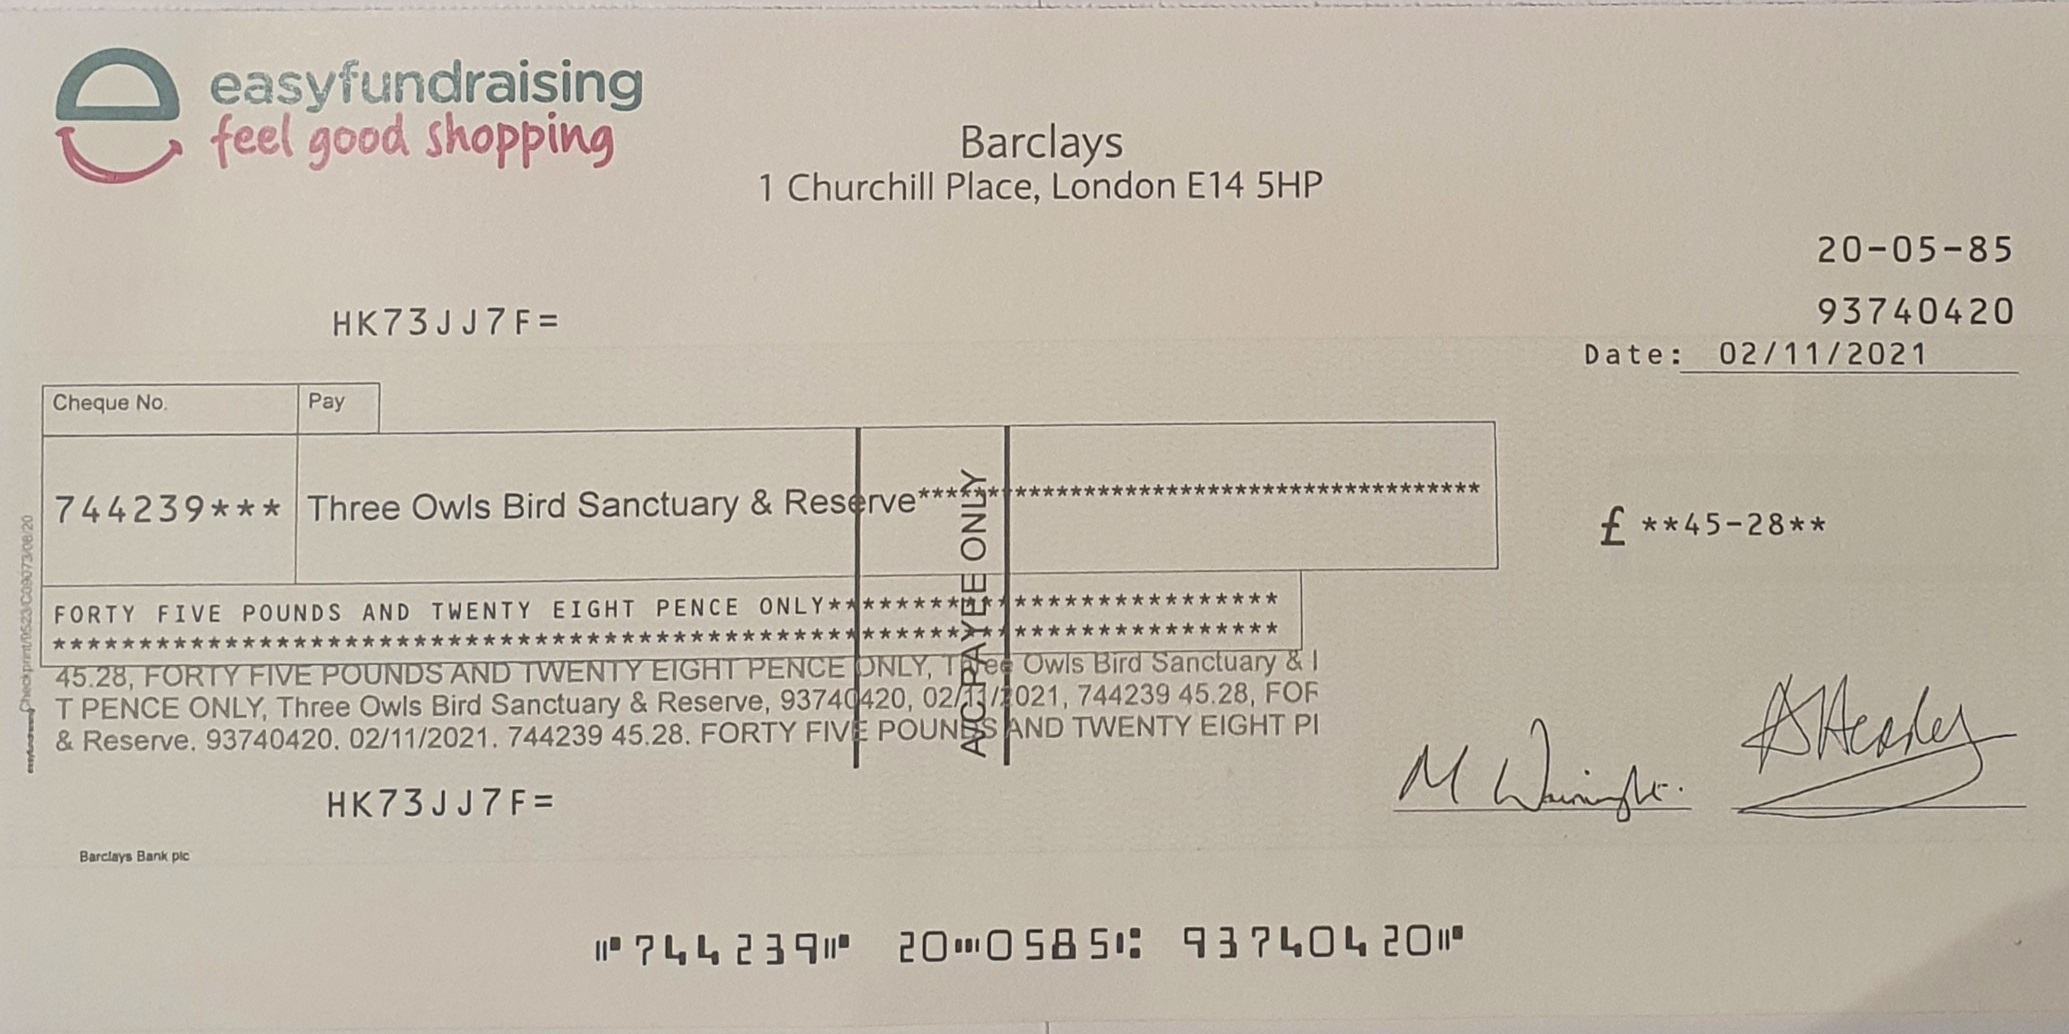 easyfundraising
feel good shopping
Barclays
1 Churchill Place, London E14 5HP
20-05-85
93740420
HK73JJ7F=
Date: 02/11/2021
Cheque No.
Pay
744239***
Three Owls Bird Sanctuary & Reserve******************************************
£ **45-28**
A/C PAYEE ONLY
FORTY FIVE POUNDS AND TWENTY EIGHT PENCE ONLY*********************************
******************************************************************************
45.28, FORTY FIVE POUNDS AND TWENTY EIGHT PENCE ONLY, Three Owls Bird Sanctuary &
T PENCE ONLY, Three Owls Bird Sanctuary & Reserve, 93740420, 02/11/2021, 744239 45.28, FOR
& Reserve. 93740420. 02/11/2021. 744239 45.28. FORTY FIVE POUNDS AND TWENTY EIGHT
M Wainwright.
HK73JJ7F=
Barclays Bank plc
744239 20 0585 93740420